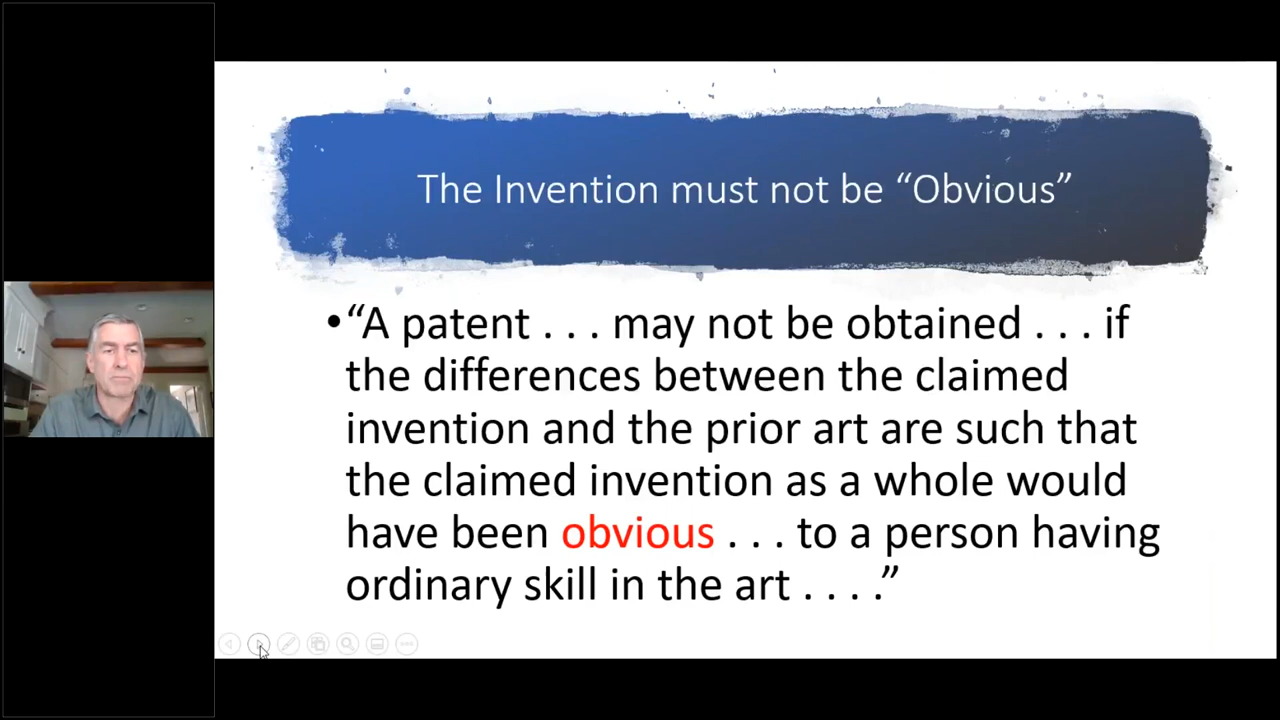 The Invention must not be “Obvious”
•“A patent . . . may not be obtained . . . if
the differences between the claimed
invention and the prior art are such that
the claimed invention as a whole would
have been obvious . . . to a person having
ordinary skill in the art . . . .”